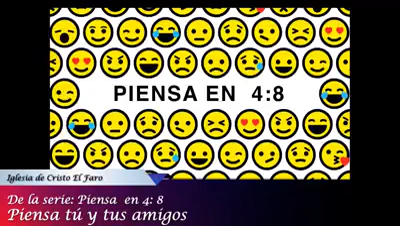 PIENSA EN 4:8
Iglesia de Cristo El Faro
De la serie: Piensa en 4: 8
Piensa tú y tus amigos